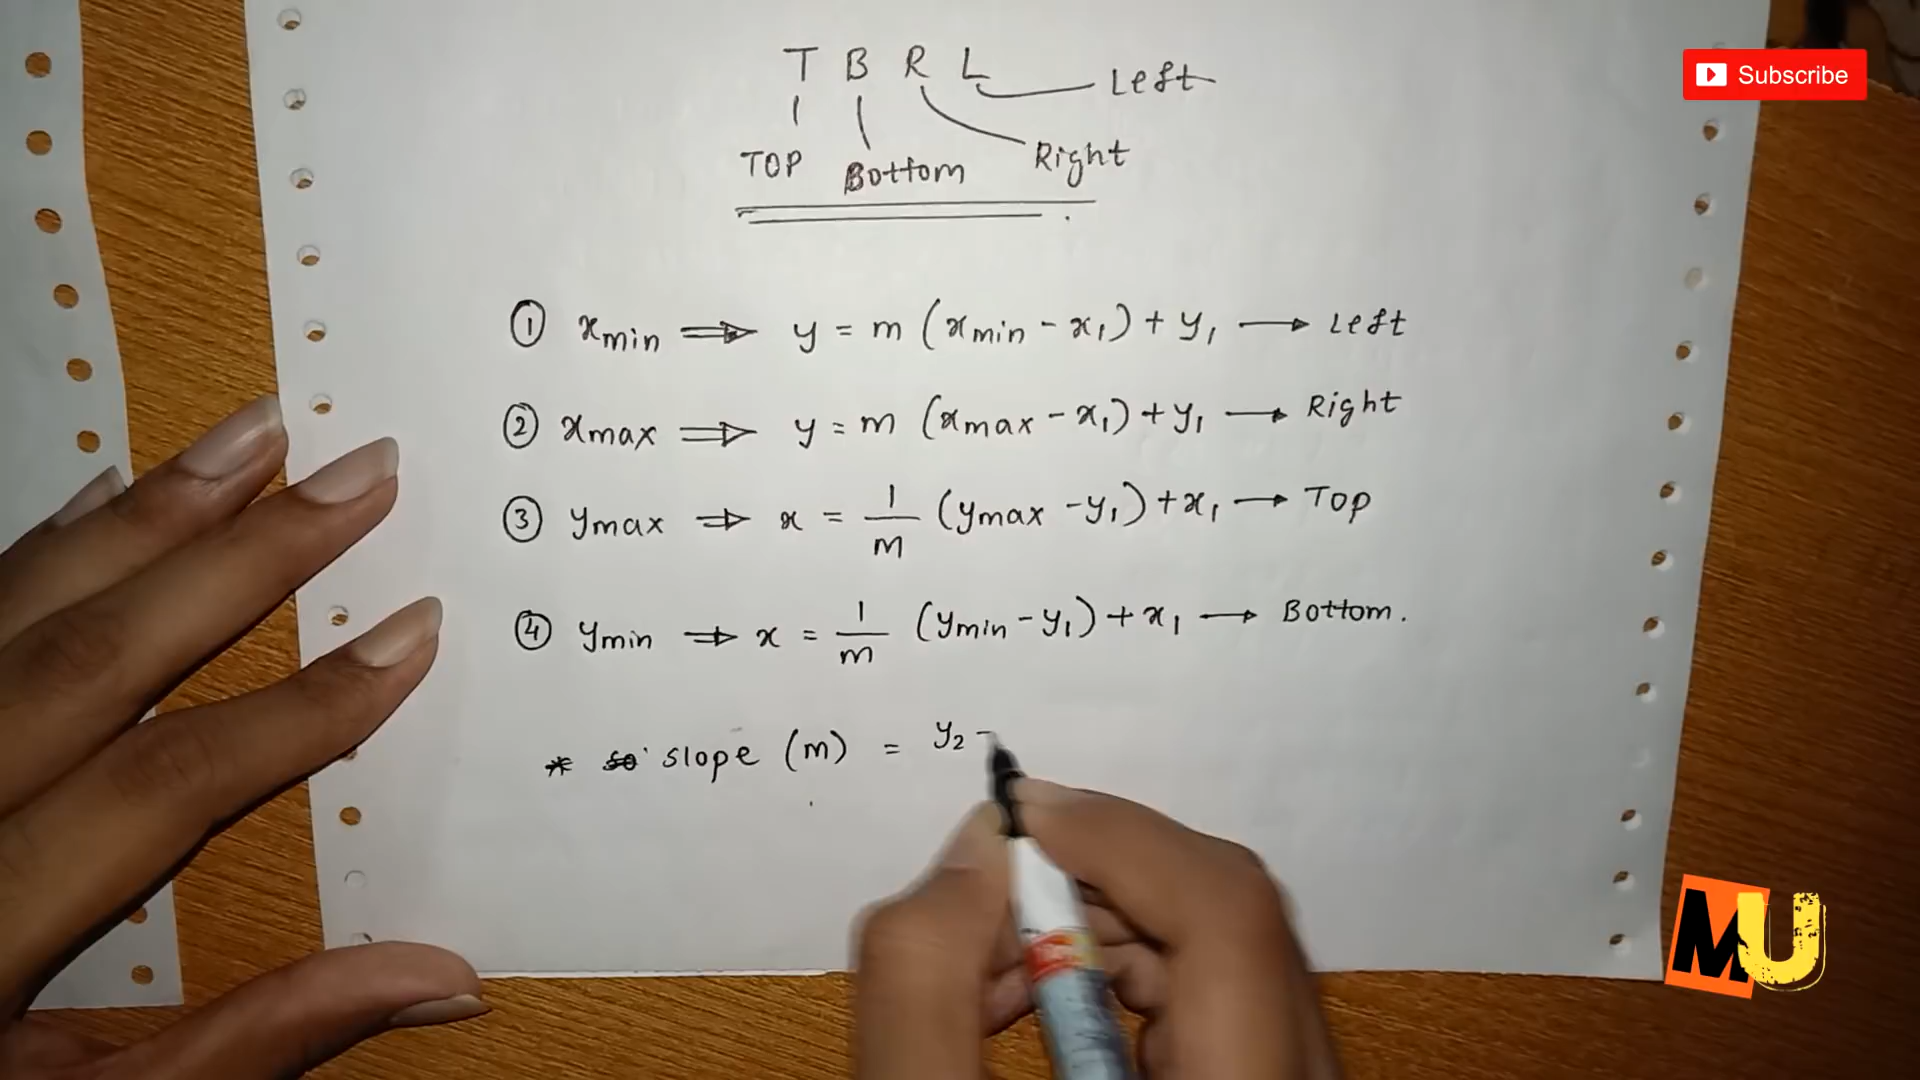 T B R L Left
TOP Bottom Right
① xmin ⇒ y = m (xmin - x1) + y1 → Left
② xmax ⇒ y = m (xmax - x1) + y1 → Right
③ ymax ⇒ x = 1/m (ymax - y1) + x1 → Top
④ ymin ⇒ x = 1/m (ymin - y1) + x1 → Bottom.
* so slope (m) = y2 -
Subscribe
MU